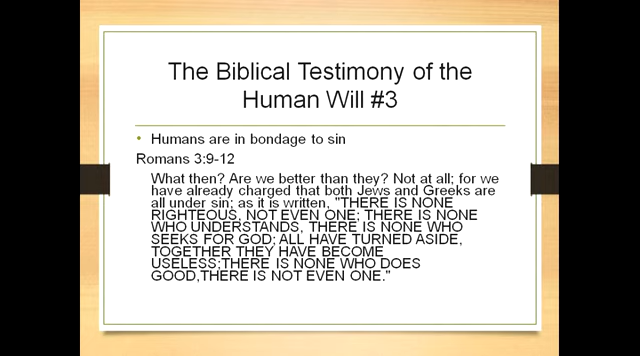 The Biblical Testimony of the
Human Will #3
• Humans are in bondage to sin
Romans 3:9-12
What then? Are we better than they? Not at all; for we
have already charged that both Jews and Greeks are
all under sin; as it is written, "THERE IS NONE
RIGHTEOUS, NOT EVEN ONE; THERE IS NONE
WHO UNDERSTANDS, THERE IS NONE WHO
SEEKS FOR GOD; ALL HAVE TURNED ASIDE,
TOGETHER THEY HAVE BECOME
USELESS;THERE IS NONE WHO DOES
GOOD,THERE IS NOT EVEN ONE."